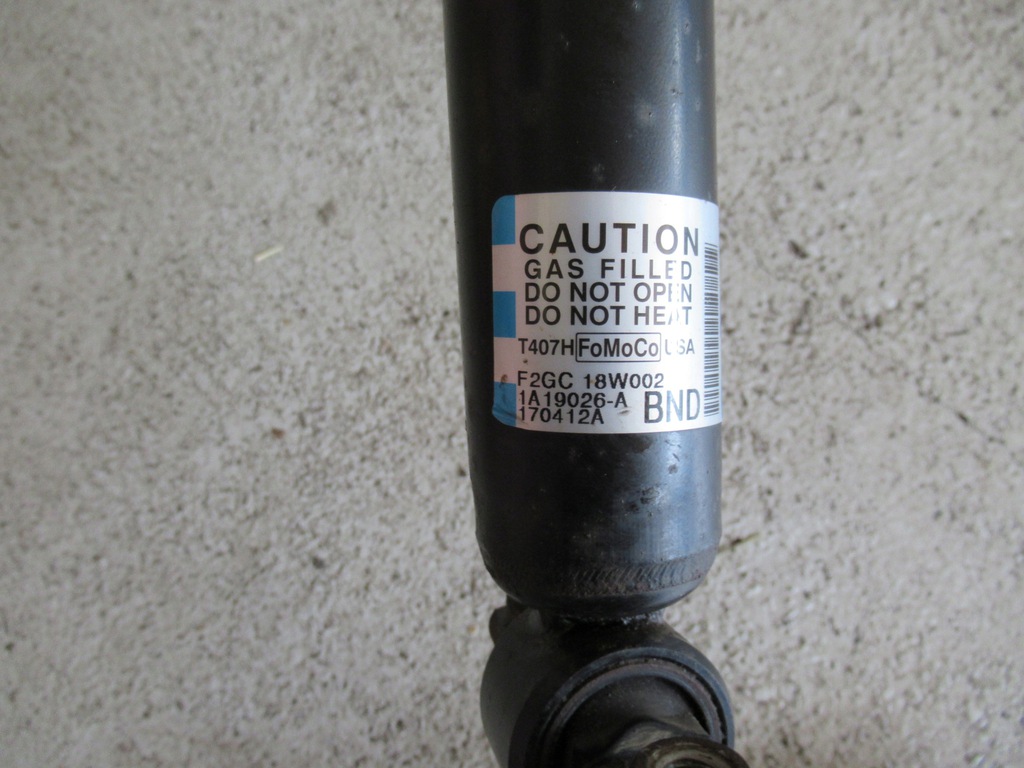 CAUTION
GAS FILLED
DO NOT OPEN
DO NOT HEAT
T407H FoMoCo USA
F2GC 18W002
1A19026-A
170412A BND